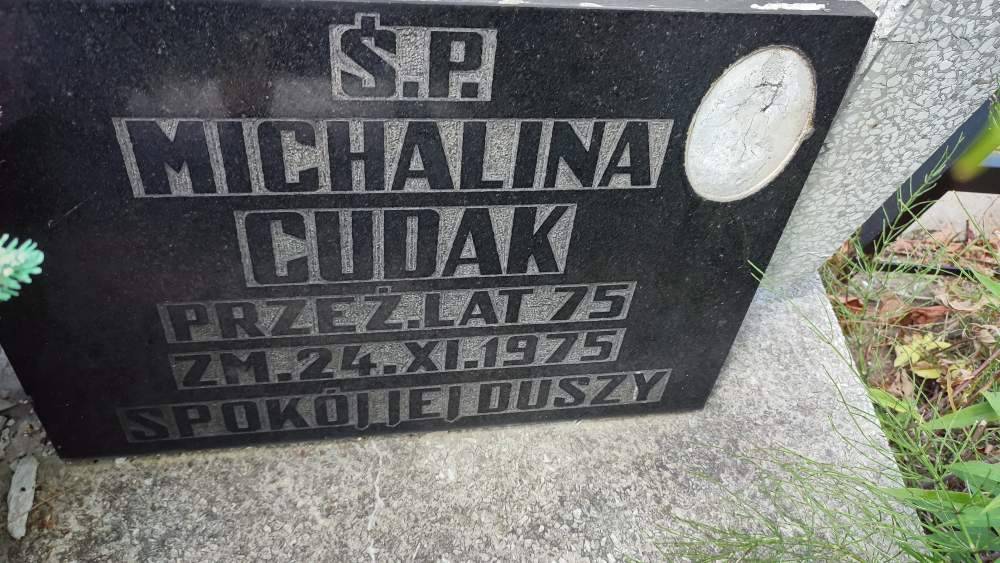 Ś.P.
MICHALINA
CUDAK
PRZEŻ.LAT 75
ZM.24.XI.1975
SPOKÓJ JEJ DUSZY